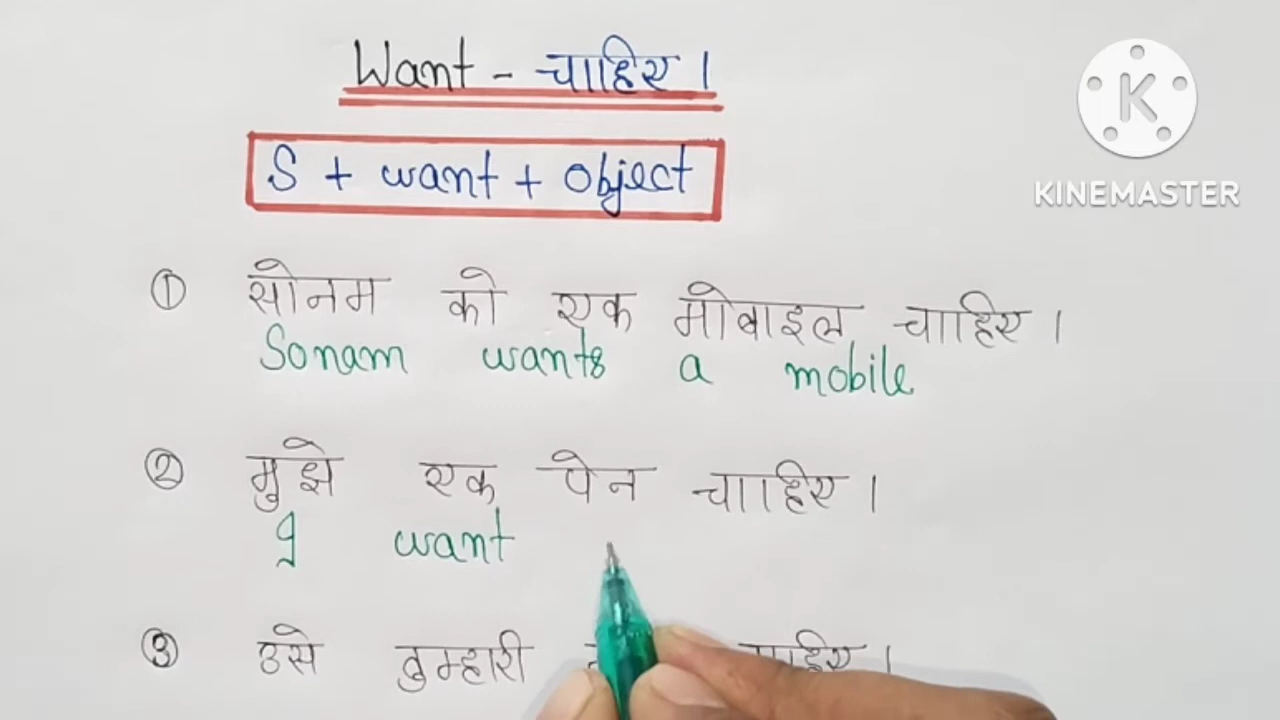 Want - चाहिए।
S + want + object
KINEMASTER
① सोनम को एक मोबाइल चाहिए।
Sonam wants a mobile
② मुझे एक पेन चाहिए।
I want
③ उसे तुम्हारी चाहिए।